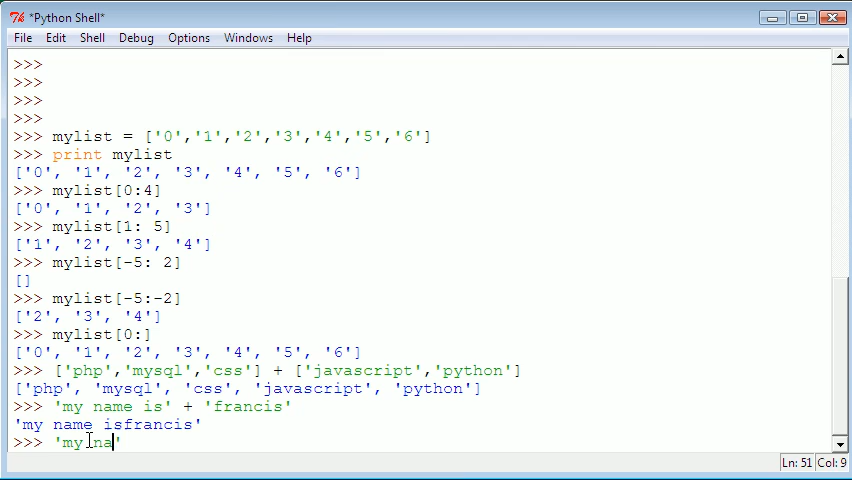 *Python Shell*
File Edit Shell Debug Options Windows Help
>>>
>>>
>>>
>>>
>>> mylist = ['0','1','2','3','4','5','6']
>>> print mylist
['0', '1', '2', '3', '4', '5', '6']
>>> mylist[0:4]
['0', '1', '2', '3']
>>> mylist[1: 5]
['1', '2', '3', '4']
>>> mylist[-5: 2]
[]
>>> mylist[-5:-2]
['2', '3', '4']
>>> mylist[0:]
['0', '1', '2', '3', '4', '5', '6']
>>> ['php','mysql','css'] + ['javascript','python']
['php', 'mysql', 'css', 'javascript', 'python']
>>> 'my name is' + 'francis'
'my name isfrancis'
>>> 'my na'
Ln: 51 Col: 9